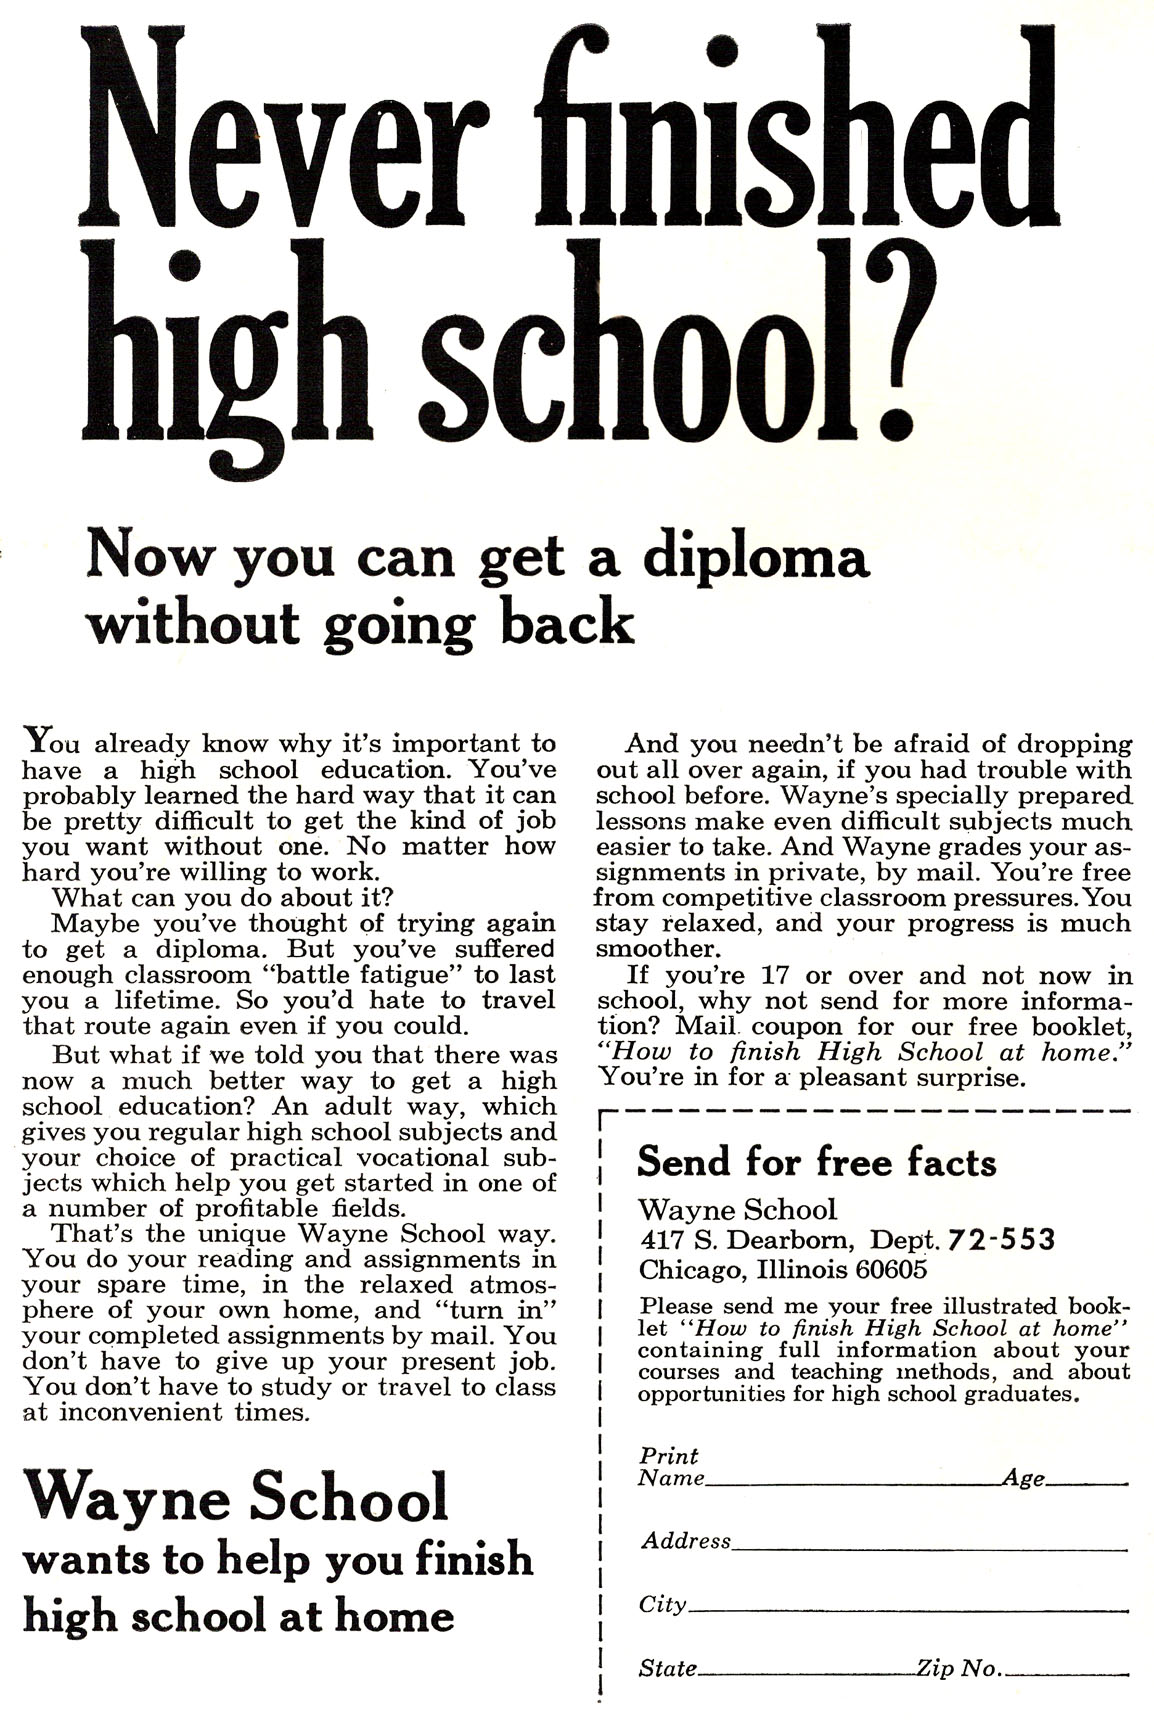 Never finished
high school?
Now you can get a diploma
without going back
You already know why it's important to
have a high school education. You've
probably learned the hard way that it can
be pretty difficult to get the kind of job
you want without one. No matter how
hard you're willing to work.
What can you do about it?
Maybe you've thought of trying again
to get a diploma. But you've suffered
enough classroom “battle fatigue” to last
you a lifetime. So you'd hate to travel
that route again even if you could.
But what if we told you that there was
now a much better way to get a high
school education? An adult way, which
gives you regular high school subjects and
your choice of practical vocational sub-
jects which help you get started in one of
a number of profitable fields.
That's the unique Wayne School way.
You do your reading and assignments in
your spare time, in the relaxed atmos-
phere of your own home, and “turn in”
your completed assignments by mail. You
don't have to give up your present job.
You don't have to study or travel to class
at inconvenient times.
Wayne School
wants to help you finish
high school at home
And you needn't be afraid of dropping
out all over again, if you had trouble with
school before. Wayne's specially prepared
lessons make even difficult subjects much
easier to take. And Wayne grades your as-
signments in private, by mail. You're free
from competitive classroom pressures. You
stay relaxed, and your progress is much
smoother.
If you're 17 or over and not now in
school, why not send for more informa-
tion? Mail coupon for our free booklet,
“How to finish High School at home.”
You're in for a pleasant surprise.
Send for free facts
Wayne School
417 S. Dearborn, Dept. 72-553
Chicago, Illinois 60605
Please send me your free illustrated book-
let “How to finish High School at home”
containing full information about your
courses and teaching methods, and about
opportunities for high school graduates.
Print
Name Age
Address
City
State Zip No.